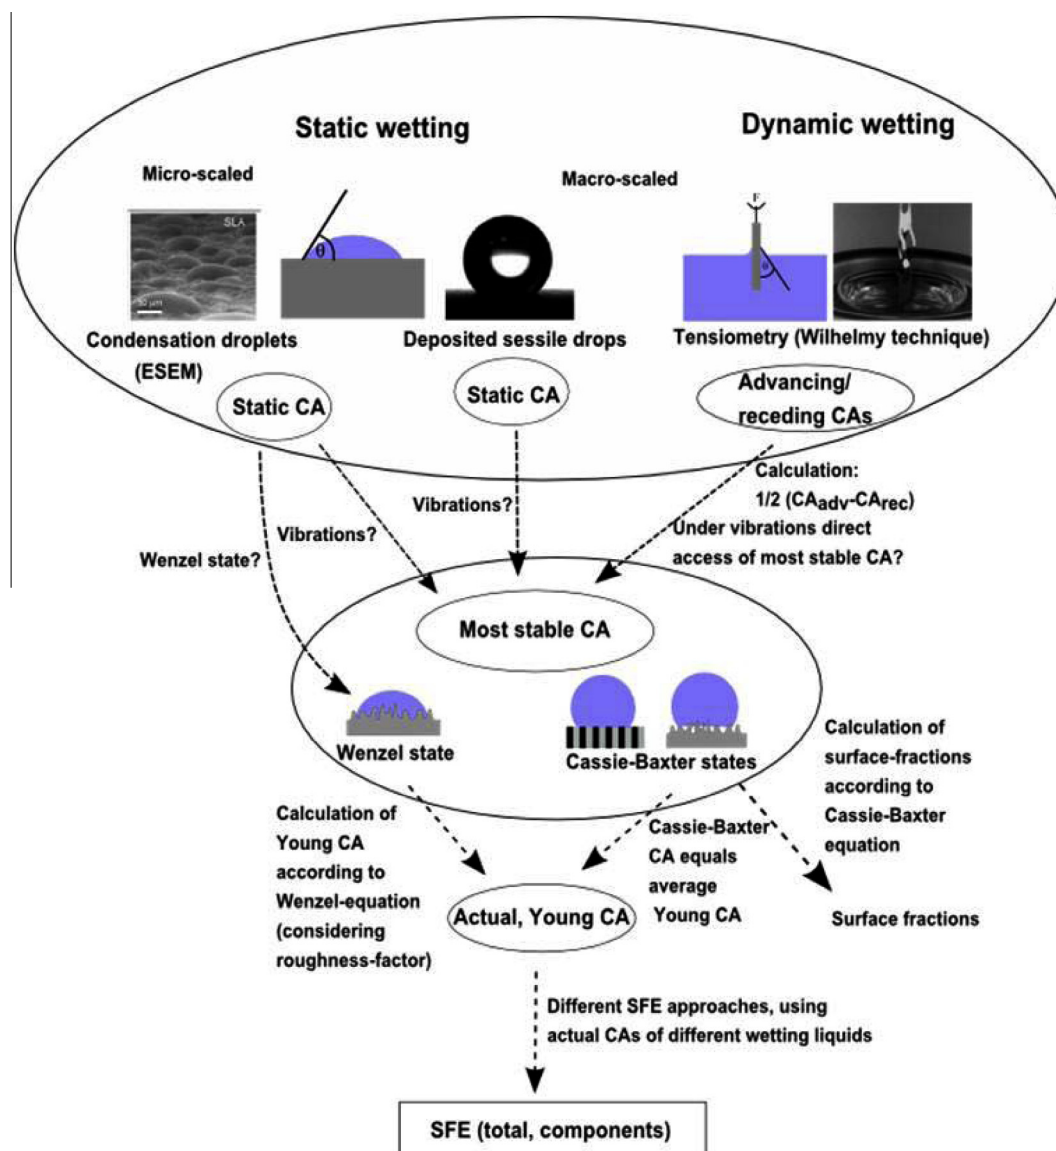 Static wetting
Dynamic wetting
Micro-scaled
Macro-scaled
SLA
θ
F
θ
Condensation droplets
(ESEM)
Deposited sessile drops
Tensiometry (Wilhelmy technique)
Static CA
Static CA
Advancing/
receding CAs
Calculation:
1/2 (CAadv-CArec)
Vibrations?
Under vibrations direct
access of most stable CA?
Vibrations?
Wenzel state?
Most stable CA
Wenzel state
Cassie-Baxter states
Calculation of
surface-fractions
according to
Cassie-Baxter
equation
Calculation of
Young CA
according to
Wenzel-equation
(considering
roughness-factor)
Cassie-Baxter
CA equals
average
Young CA
Actual, Young CA
Surface fractions
Different SFE approaches, using
actual CAs of different wetting liquids
SFE (total, components)